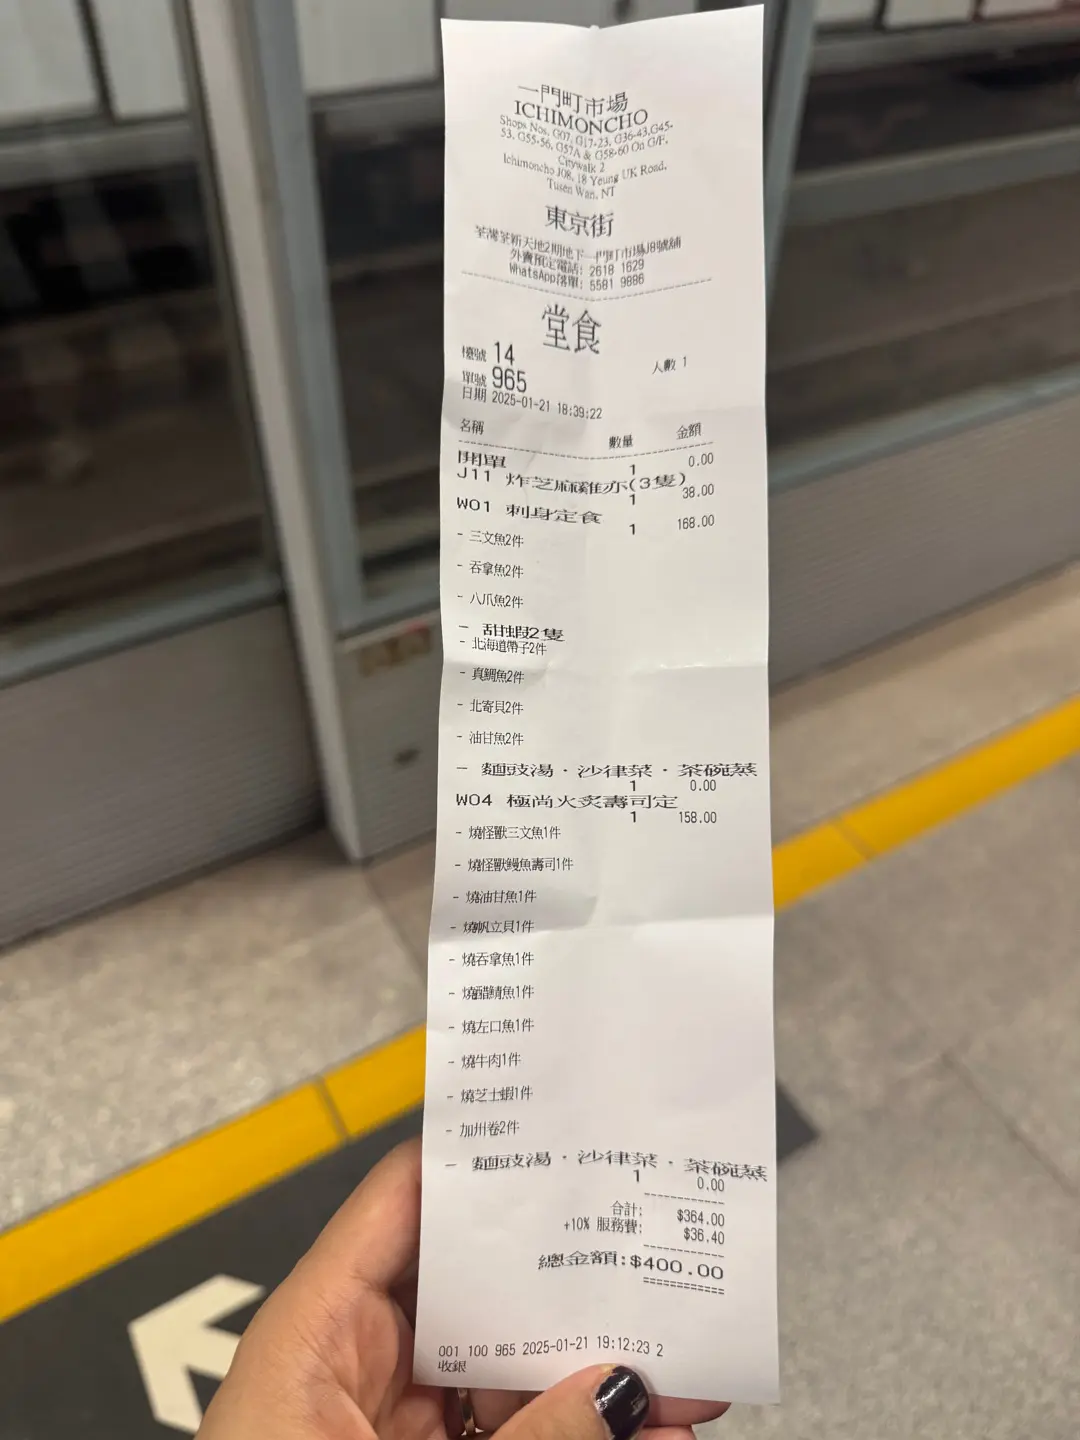 一門町市場
ICHIMONCHO
Shops Nos. G07, G17-23, G36-43,G45-
53, G55-56, G57A & G58-60 On G/F,
Citywalk 2
Ichimoncho J08, 18 Yeung UK Road,
Tusen Wan, NT
東京街
荃灣荃新天地2期地下一門町市場J8號舖
外賣預定電話: 2618 1629
WhatsApp落單: 5581 9886
堂食
檯號 14 人數 1
單號 965
日期 2025-01-21 18:39:22
名稱 數量 金額
開單 1 0.00
J11 炸芝麻雞亦(3隻)
1 38.00
W01 刺身定食
1 168.00
- 三文魚2件
- 吞拿魚2件
- 八爪魚2件
- 甜蝦2隻
- 北海道帶子2件
- 真鯛魚2件
- 北寄貝2件
- 油甘魚2件
- 麵豉湯・沙律菜・茶碗蒸
1 0.00
W04 極尚火炙壽司定
1 158.00
- 燒怪獸三文魚1件
- 燒怪獸鰻魚壽司1件
- 燒油甘魚1件
- 燒帆立貝1件
- 燒吞拿魚1件
- 燒醋鯖魚1件
- 燒左口魚1件
- 燒牛肉1件
- 燒芝士蝦1件
- 加州卷2件
- 麵豉湯・沙律菜・茶碗蒸
1 0.00
合計: $364.00
+10% 服務費: $36.40
總金額:$400.00
001 100 965 2025-01-21 19:12:23 2
收銀